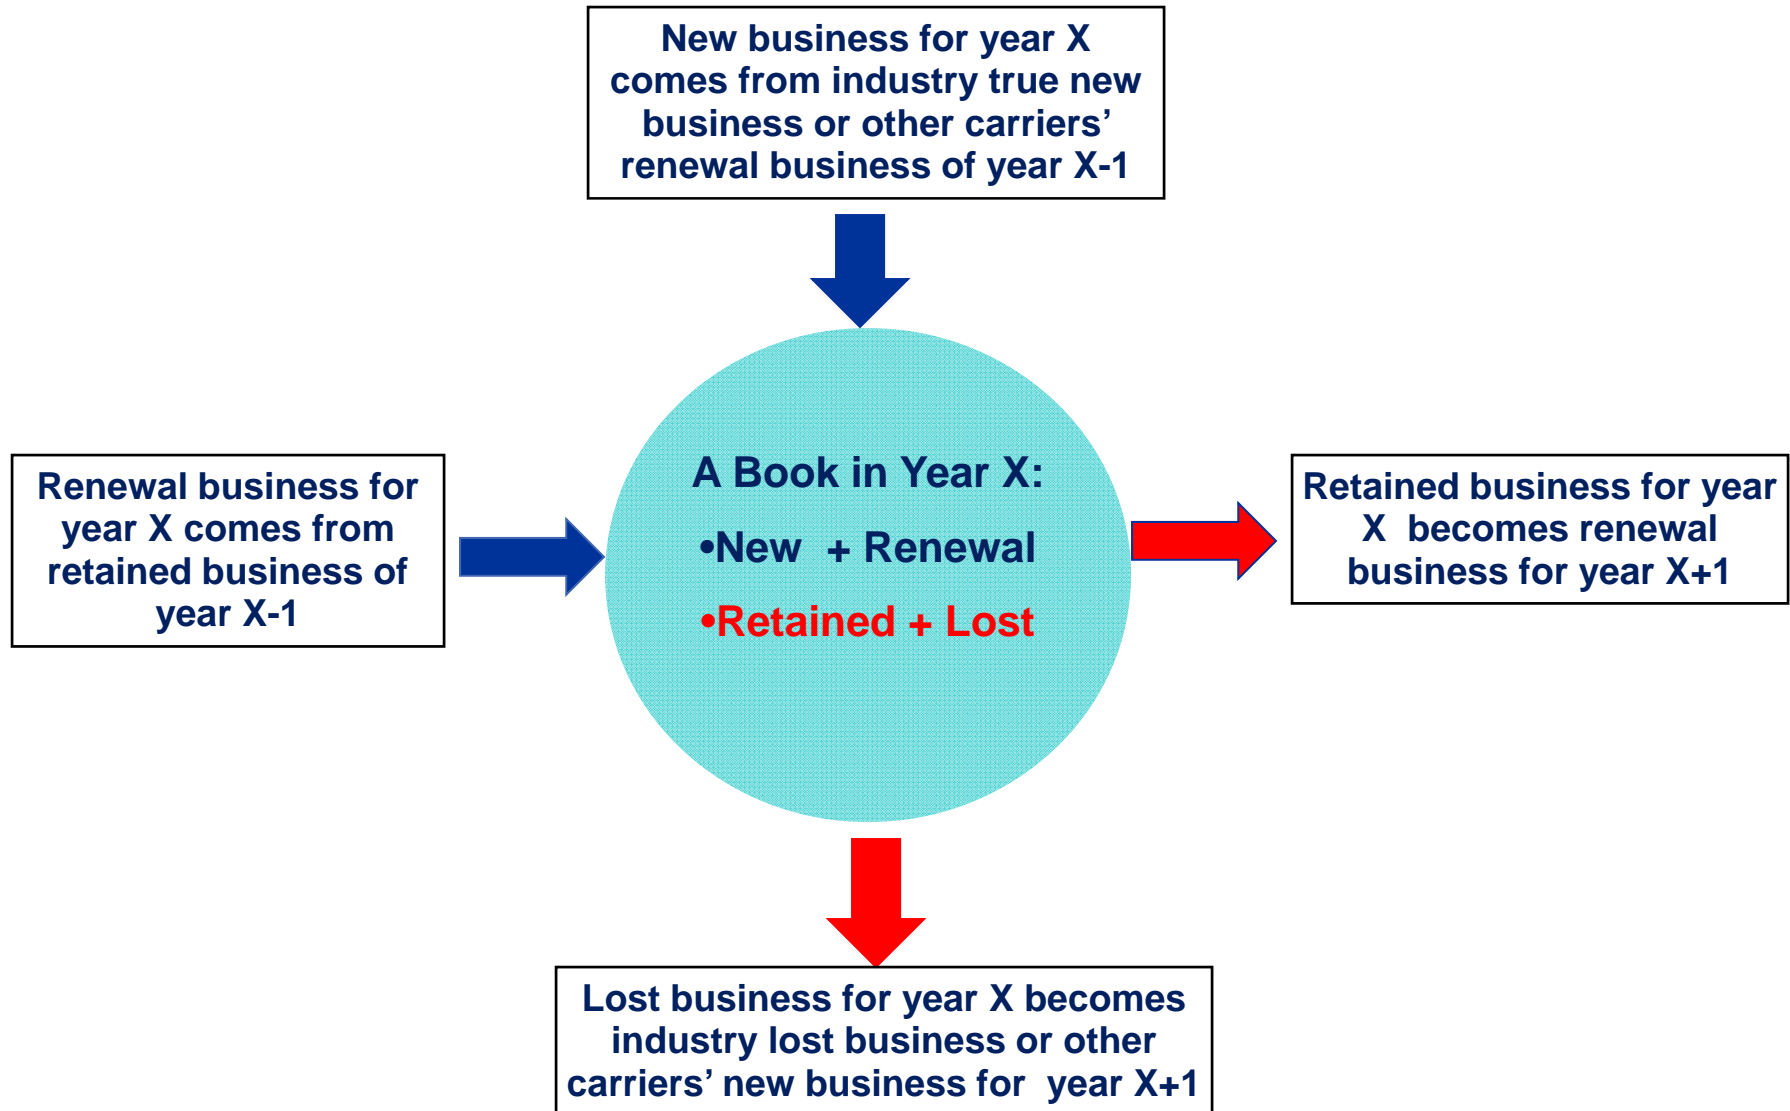 New business for year X
comes from industry true new
business or other carriers’
renewal business of year X-1
Renewal business for
year X comes from
retained business of
year X-1
A Book in Year X:
•New + Renewal
•Retained + Lost
Retained business for year
X becomes renewal
business for year X+1
Lost business for year X becomes
industry lost business or other
carriers’ new business for year X+1